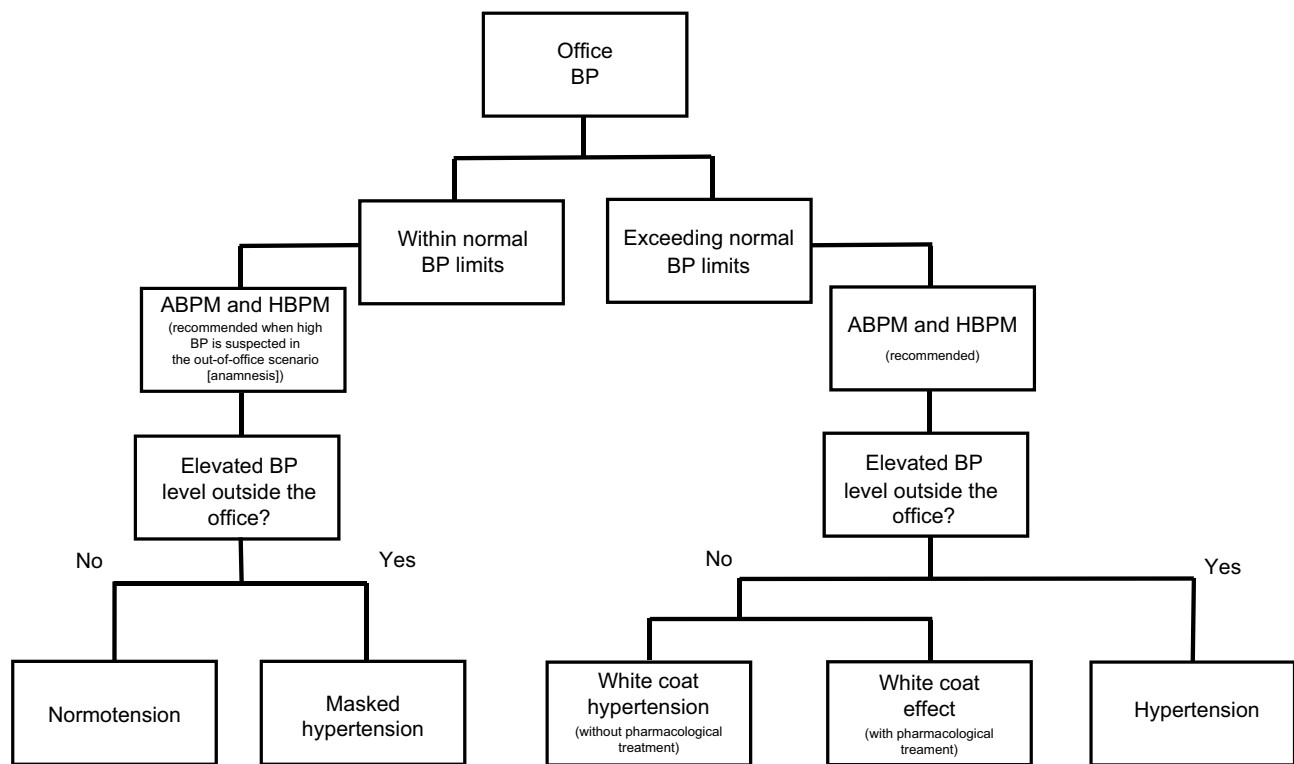 Office
BP
Within normal
BP limits
Exceeding normal
BP limits
ABPM and HBPM
(recommended when high
BP is suspected in
the out-of-office scenario
[anamnesis])
ABPM and HBPM
(recommended)
Elevated BP
level outside the
office?
Elevated BP
level outside the
office?
No
Yes
No
Yes
Normotension
Masked
hypertension
White coat
hypertension
(without pharmacological
treatment)
White coat
effect
(with pharmacological
treament)
Hypertension